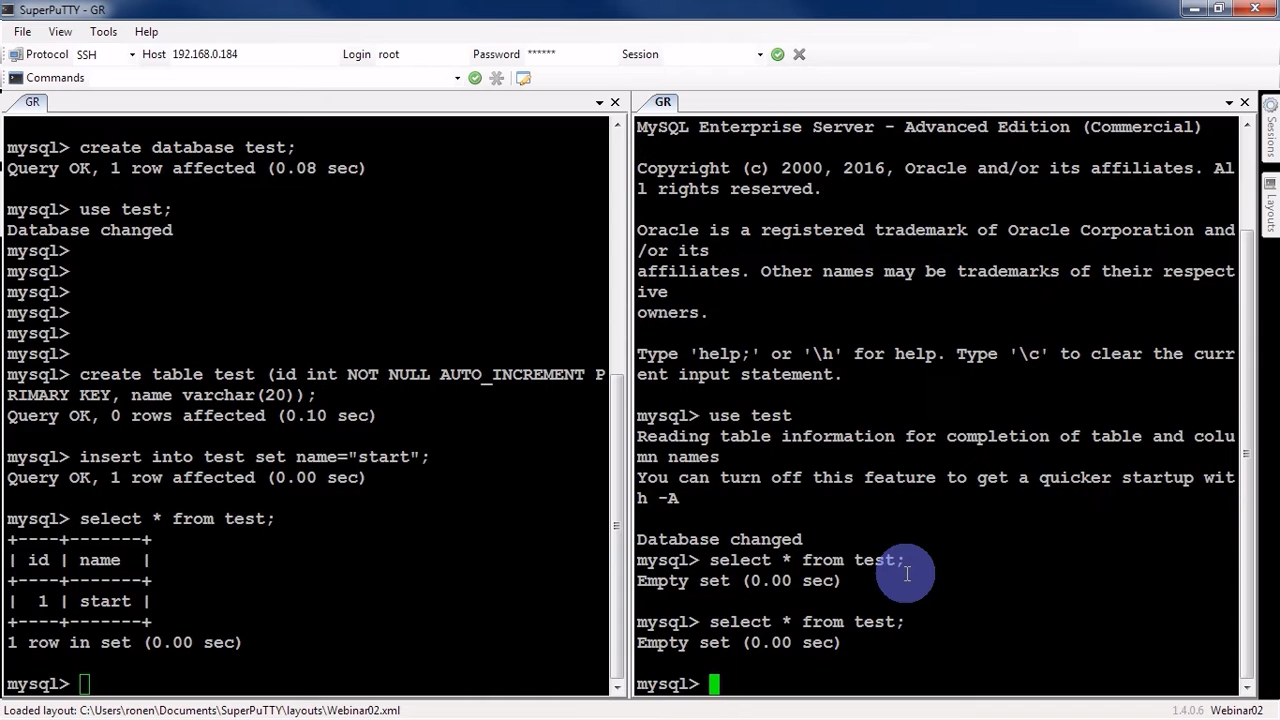 SuperPuTTY - GR
File View Tools Help
Protocol SSH Host 192.168.0.184 Login root Password ****** Session
Commands
GR
mysql> create database test;
Query OK, 1 row affected (0.08 sec)
mysql> use test;
Database changed
mysql>
mysql>
mysql>
mysql>
mysql>
mysql>
mysql> create table test (id int NOT NULL AUTO_INCREMENT P
RIMARY KEY, name varchar(20));
Query OK, 0 rows affected (0.10 sec)
mysql> insert into test set name="start";
Query OK, 1 row affected (0.00 sec)
mysql> select * from test;
+----+-------+
| id | name  |
+----+-------+
|  1 | start |
+----+-------+
1 row in set (0.00 sec)
mysql>
GR
MySQL Enterprise Server - Advanced Edition (Commercial)
Copyright (c) 2000, 2016, Oracle and/or its affiliates. Al
l rights reserved.
Oracle is a registered trademark of Oracle Corporation and
/or its
affiliates. Other names may be trademarks of their respect
ive
owners.
Type 'help;' or '\h' for help. Type '\c' to clear the curr
ent input statement.
mysql> use test
Reading table information for completion of table and colu
mn names
You can turn off this feature to get a quicker startup wit
h -A
Database changed
mysql> select * from test;
Empty set (0.00 sec)
mysql> select * from test;
Empty set (0.00 sec)
mysql>
Sessions
Layouts
Loaded layout: C:\Users\ronen\Documents\SuperPuTTY\layouts\Webinar02.xml 1.4.0.6 Webinar02